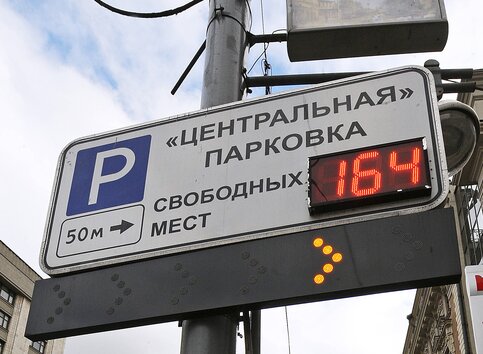 «ЦЕНТРАЛЬНАЯ»
ПАРКОВКА
P
СВОБОДНЫХ 164
50м
МЕСТ